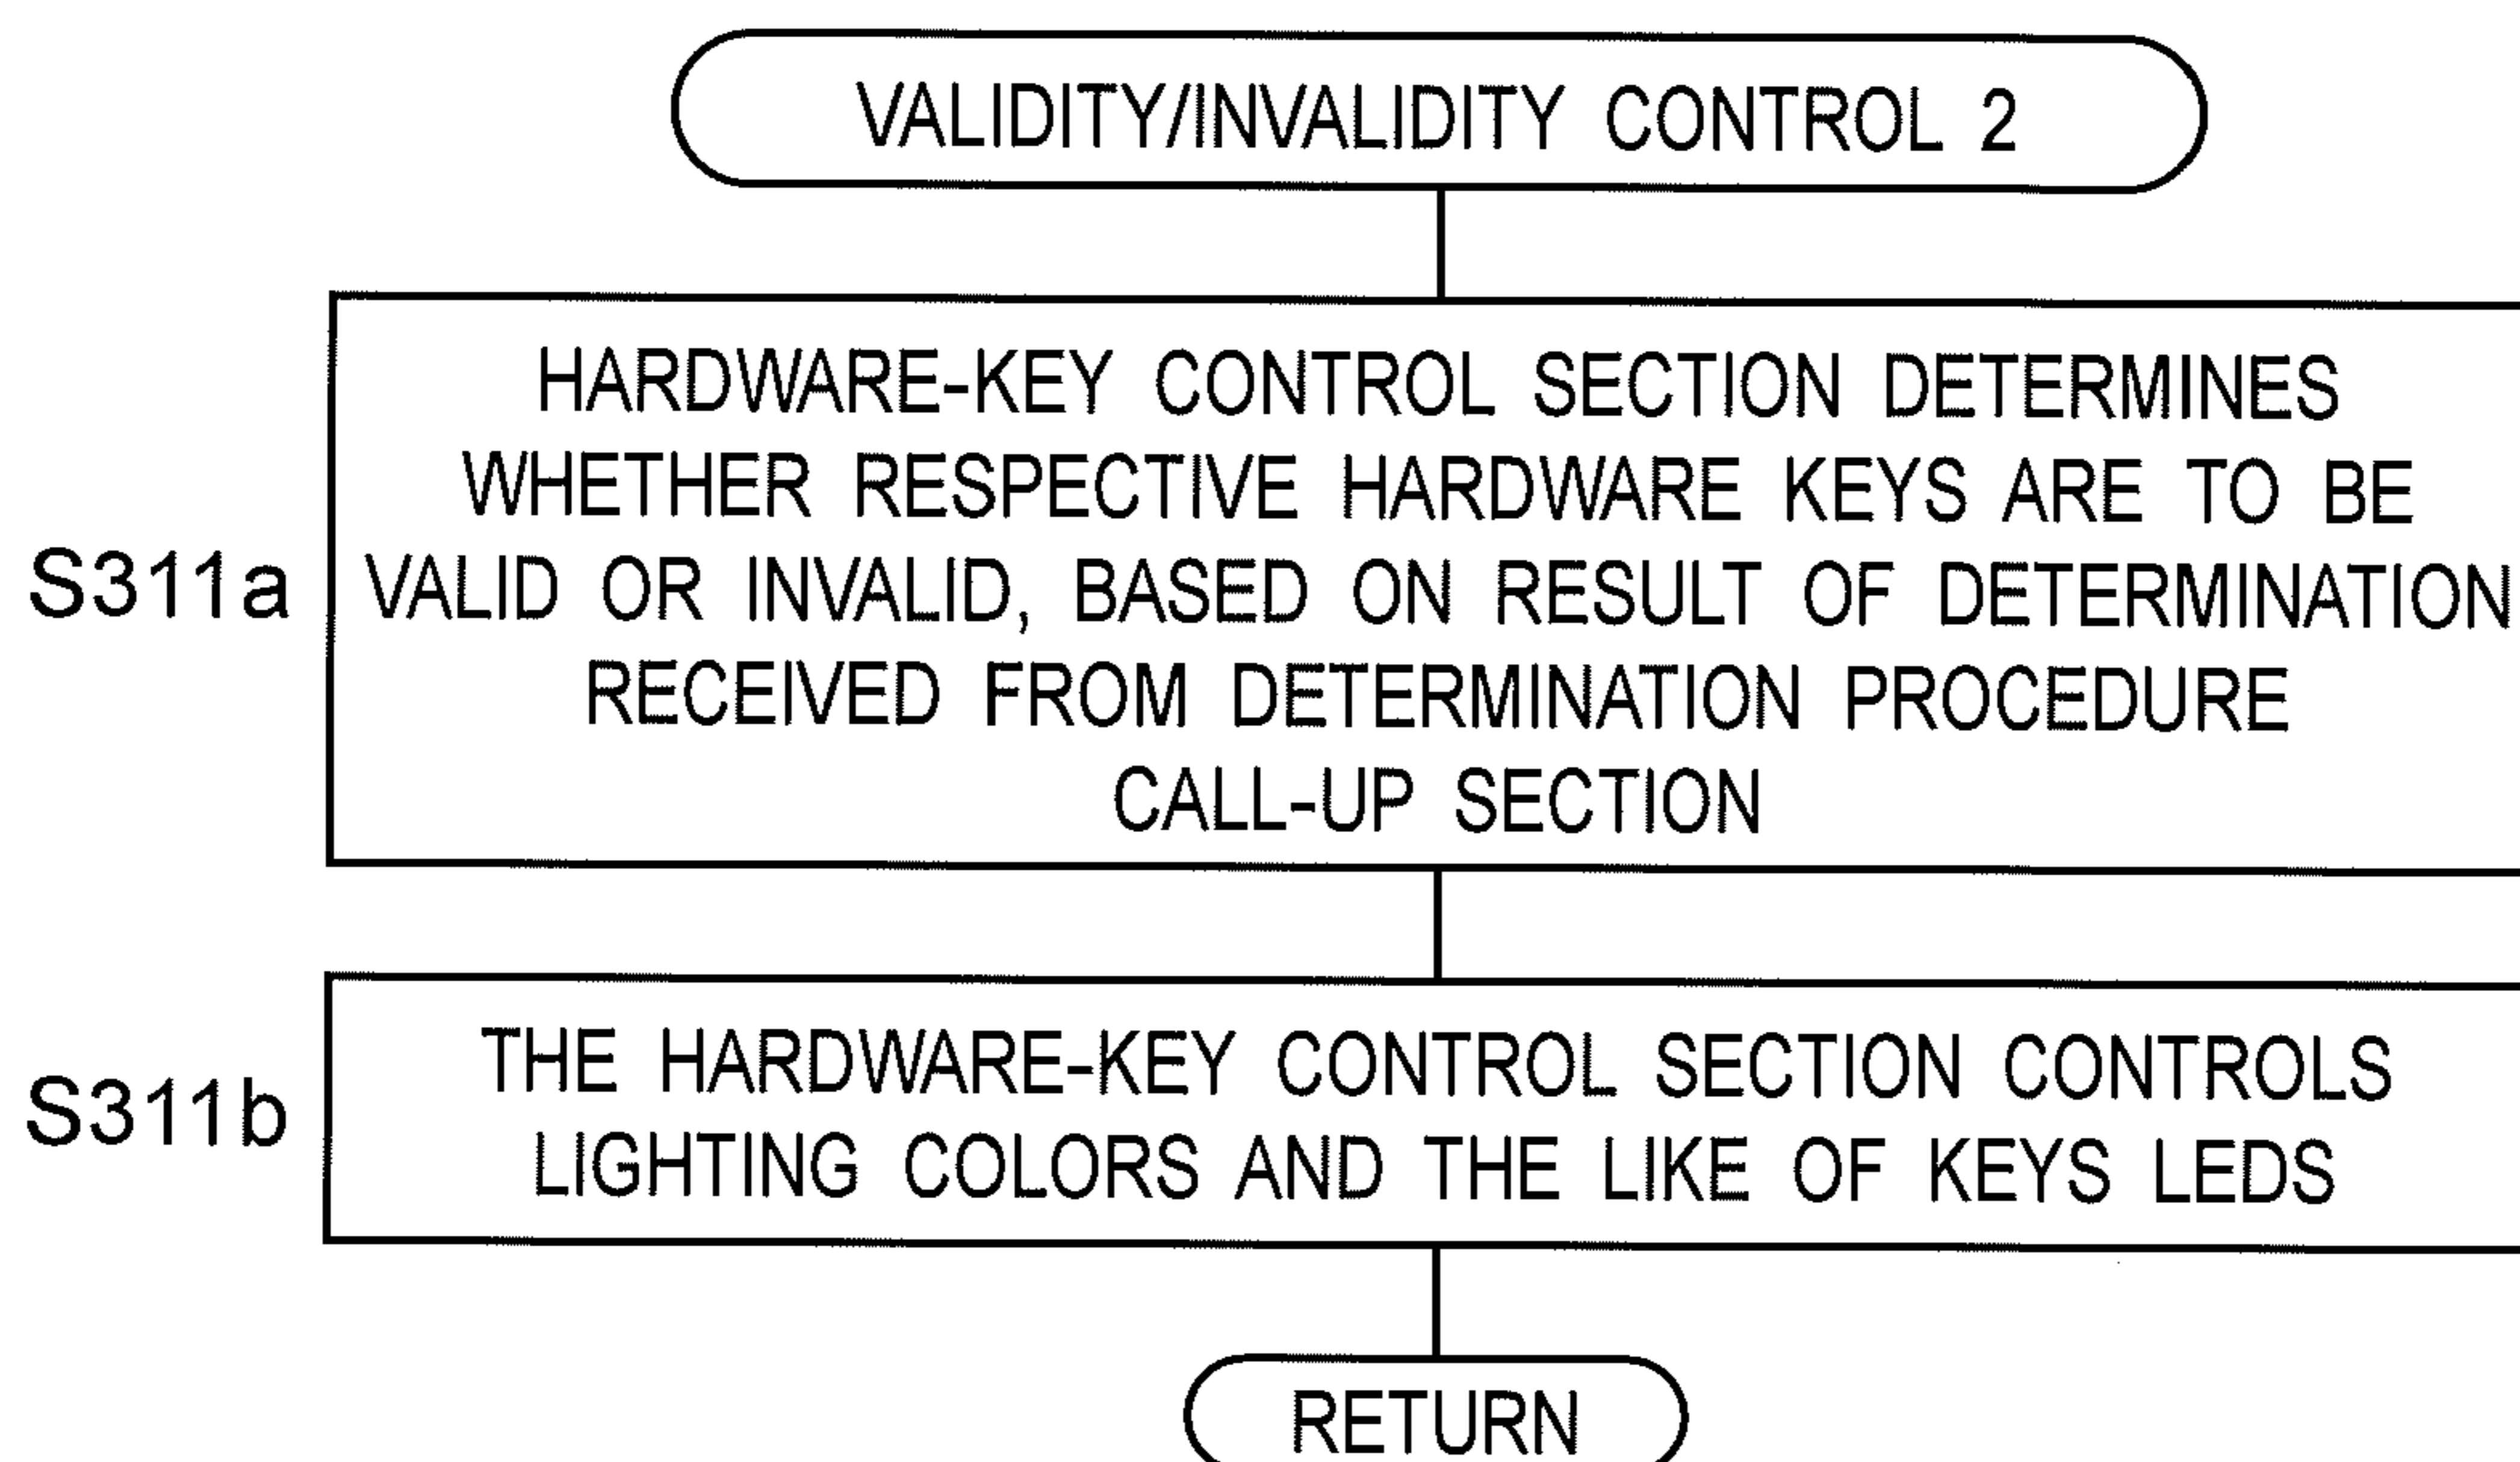 VALIDITY/INVALIDITY CONTROL 2
HARDWARE-KEY CONTROL SECTION DETERMINES
WHETHER RESPECTIVE HARDWARE KEYS ARE TO BE
S311a VALID OR INVALID, BASED ON RESULT OF DETERMINATION
RECEIVED FROM DETERMINATION PROCEDURE
CALL-UP SECTION
THE HARDWARE-KEY CONTROL SECTION CONTROLS
S311b
LIGHTING COLORS AND THE LIKE OF KEYS LEDS
RETURN